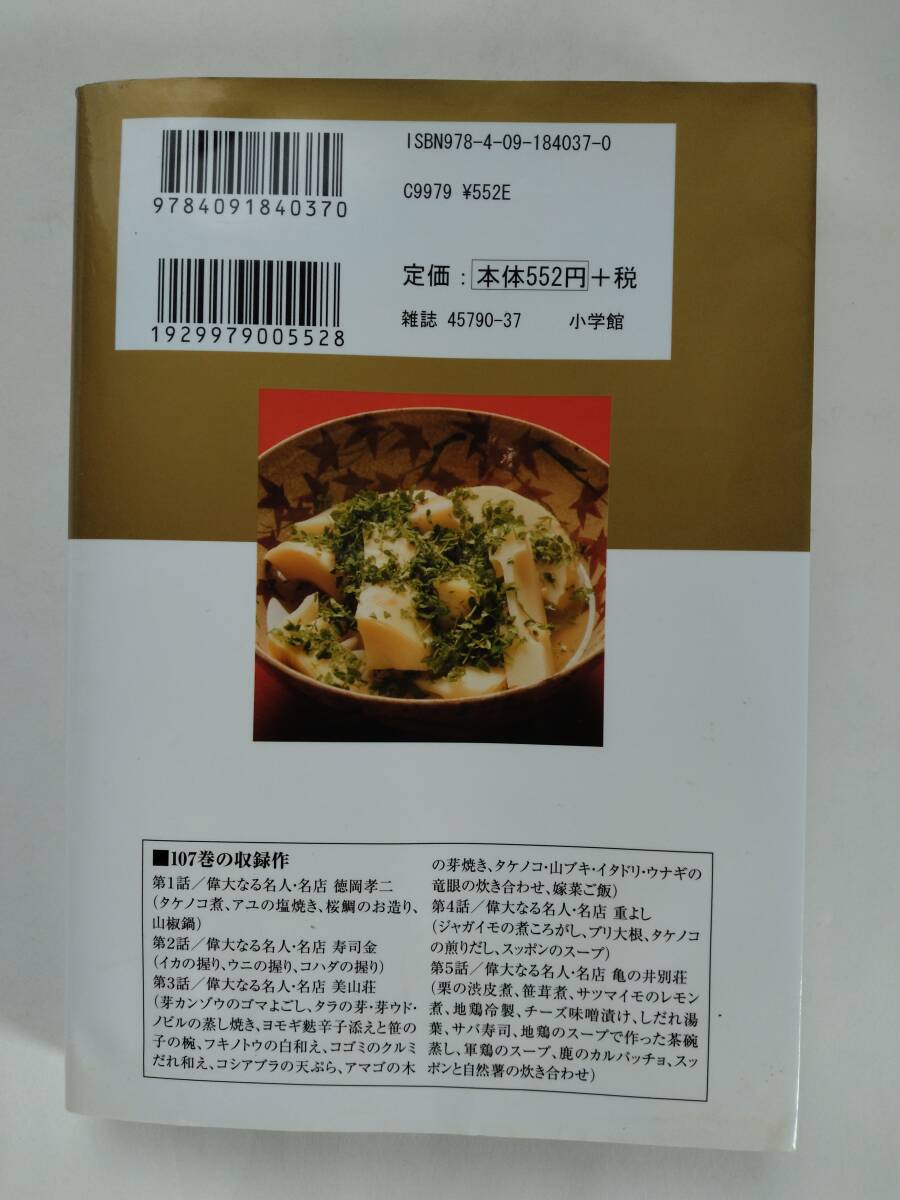 ISBN978-4-09-184037-0
9784091840370
C9979 ¥552E
定価：本体552円＋税
1929979005528
雑誌 45790-37 小学館
■107巻の収録作
第1話／偉大なる名人・名店 徳岡孝二
(タケノコ煮、アユの塩焼き、桜鯛のお造り、
山椒鍋)
第2話／偉大なる名人・名店 寿司金
(イカの握り、ウニの握り、コハダの握り)
第3話／偉大なる名人・名店 美山荘
(芽カンゾウのゴマよごし、タラの芽・芽ウド・
ノビルの蒸し焼き、ヨモギ麩辛子添えと笹の
子の椀、フキノトウの白和え、コゴミのクルミ
だれ和え、コシアブラの天ぷら、アマゴの木
の芽焼き、タケノコ・山ブキ・イタドリ・ウナギの
竜眼の炊き合わせ、嫁菜ご飯)
第4話／偉大なる名人・名店 重よし
(ジャガイモの煮ころがし、ブリ大根、タケノコ
の煎りだし、スッポンのスープ)
第5話／偉大なる名人・名店 亀の井別荘
(栗の渋皮煮、笹茸煮、サツマイモのレモン
煮、地鶏冷製、チーズ味噌漬け、しだれ湯
葉、サバ寿司、地鶏のスープで作った茶碗
蒸し、軍鶏のスープ、鹿のカルパッチョ、スッ
ポンと自然薯の炊き合わせ)